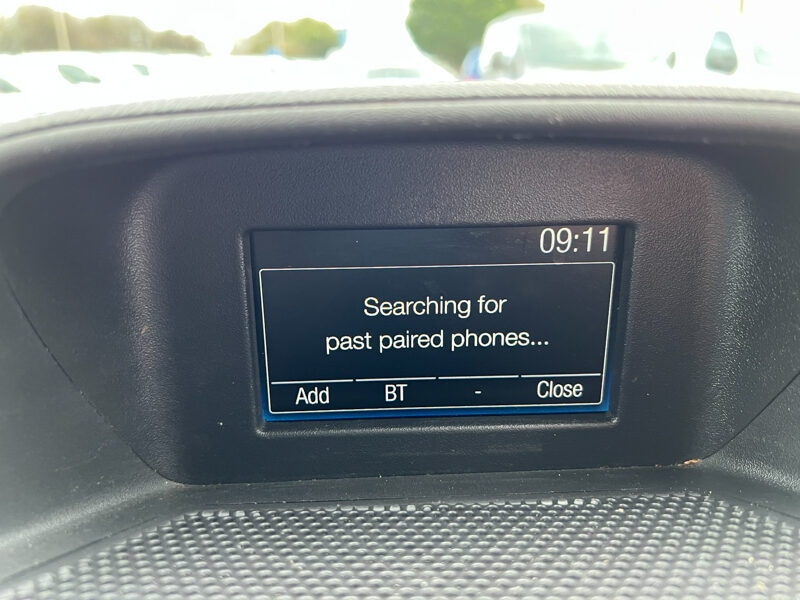 09:11
Searching for
past paired phones...
Add BT - Close